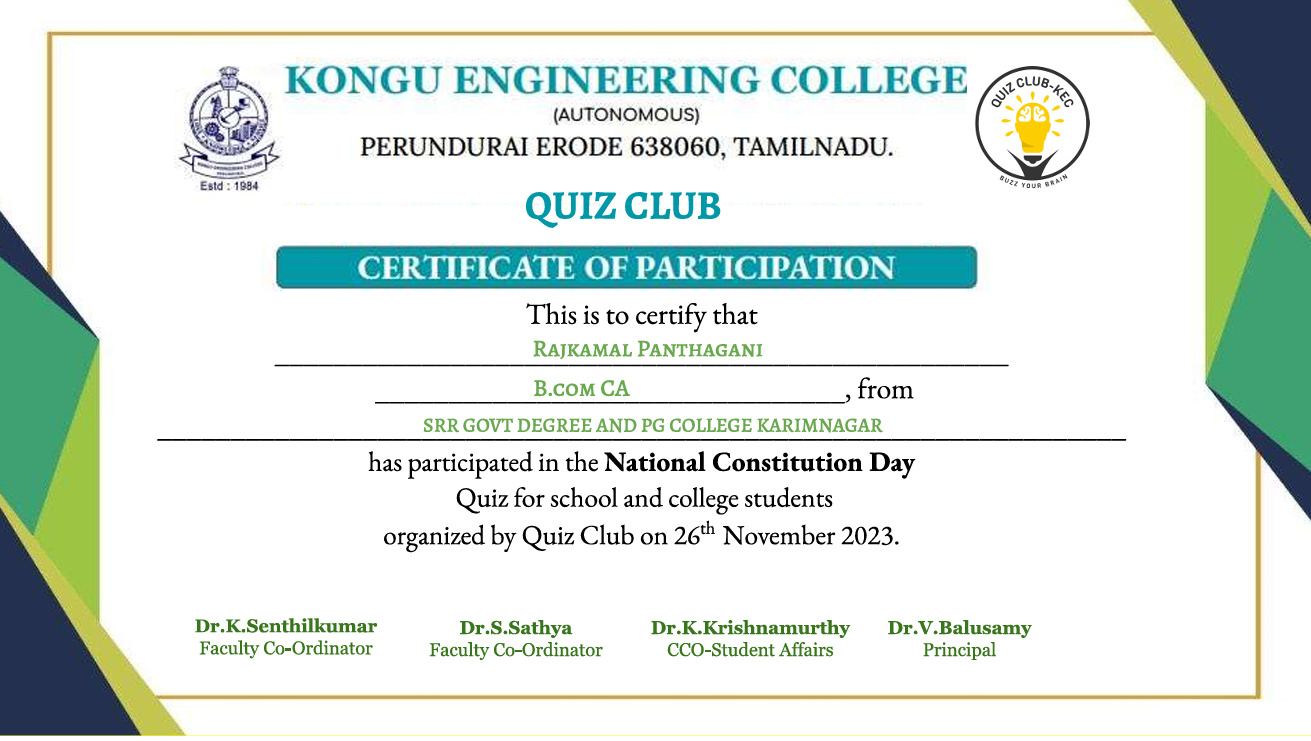 KONGU ENGINEERING COLLEGE
(AUTONOMOUS)
PERUNDURAI ERODE 638060, TAMILNADU.
Estd : 1984
QUIZ CLUB-KEC
BUZZ YOUR BRAIN
QUIZ CLUB
CERTIFICATE OF PARTICIPATION
This is to certify that
Rajkamal Panthagani
B.com CA, from
SRR GOVT DEGREE AND PG COLLEGE KARIMNAGAR
has participated in the National Constitution Day
Quiz for school and college students
organized by Quiz Club on 26th November 2023.
Dr.K.Senthilkumar Dr.S.Sathya Dr.K.Krishnamurthy Dr.V.Balusamy
Faculty Co-Ordinator Faculty Co-Ordinator CCO-Student Affairs Principal